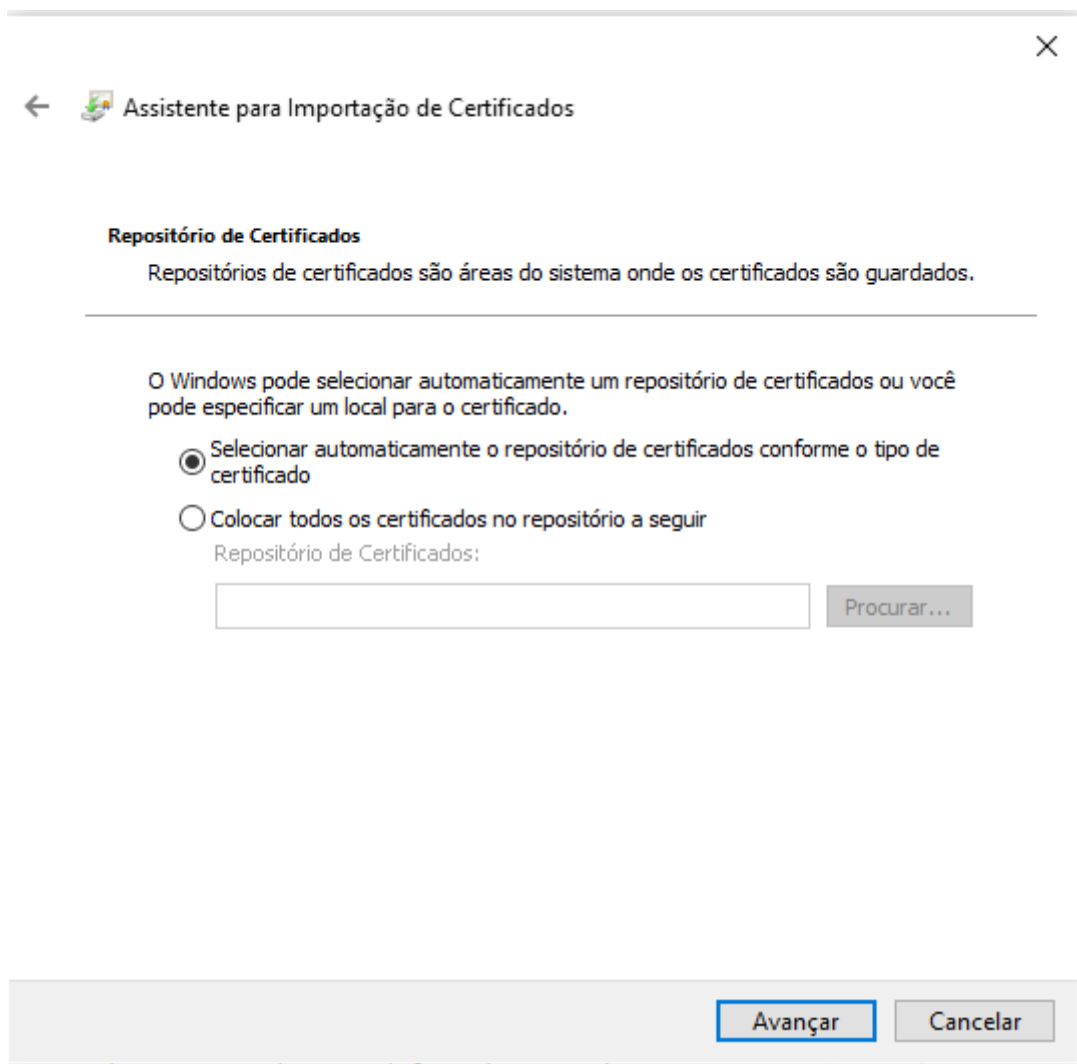 Assistente para Importação de Certificados
Repositório de Certificados
Repositórios de certificados são áreas do sistema onde os certificados são guardados.
O Windows pode selecionar automaticamente um repositório de certificados ou você
pode especificar um local para o certificado.
Selecionar automaticamente o repositório de certificados conforme o tipo de
certificado
Colocar todos os certificados no repositório a seguir
Repositório de Certificados:
Procurar...
Avançar
Cancelar